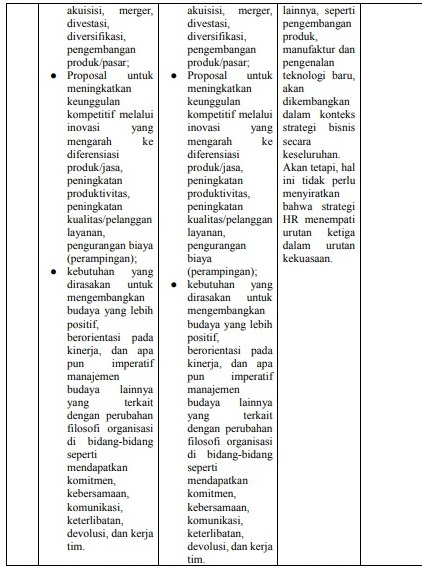 akuisisi, merger,
divestasi,
diversifikasi,
pengembangan
produk/pasar;
● Proposal untuk
meningkatkan
keunggulan
kompetitif melalui
inovasi yang
mengarah ke
diferensiasi
produk/jasa,
peningkatan
produktivitas,
peningkatan
kualitas/pelanggan
layanan,
pengurangan biaya
(perampingan);
● kebutuhan yang
dirasakan untuk
mengembangkan
budaya yang lebih
positif,
berorientasi pada
kinerja, dan apa
pun imperatif
manajemen
budaya lainnya
yang terkait
dengan perubahan
filosofi organisasi
di bidang-bidang
seperti
mendapatkan
komitmen,
kebersamaan,
komunikasi,
keterlibatan,
devolusi, dan kerja
tim.
akuisisi, merger,
divestasi,
diversifikasi,
pengembangan
produk/pasar;
● Proposal untuk
meningkatkan
keunggulan
kompetitif melalui
inovasi yang
mengarah ke
diferensiasi
produk/jasa,
peningkatan
produktivitas,
peningkatan
kualitas/pelanggan
layanan,
pengurangan
biaya
(perampingan);
● kebutuhan yang
dirasakan untuk
mengembangkan
budaya yang lebih
positif,
berorientasi pada
kinerja, dan apa
pun imperatif
manajemen
budaya lainnya
yang terkait
dengan perubahan
filosofi organisasi
di bidang-bidang
seperti
mendapatkan
komitmen,
kebersamaan,
komunikasi,
keterlibatan,
devolusi, dan kerja
tim.
lainnya, seperti
pengembangan
produk,
manufaktur dan
pengenalan
teknologi baru,
akan
dikembangkan
dalam konteks
strategi bisnis
secara
keseluruhan.
Akan tetapi, hal
ini tidak perlu
menyiratkan
bahwa strategi
HR menempati
urutan ketiga
dalam urutan
kekuasaan.